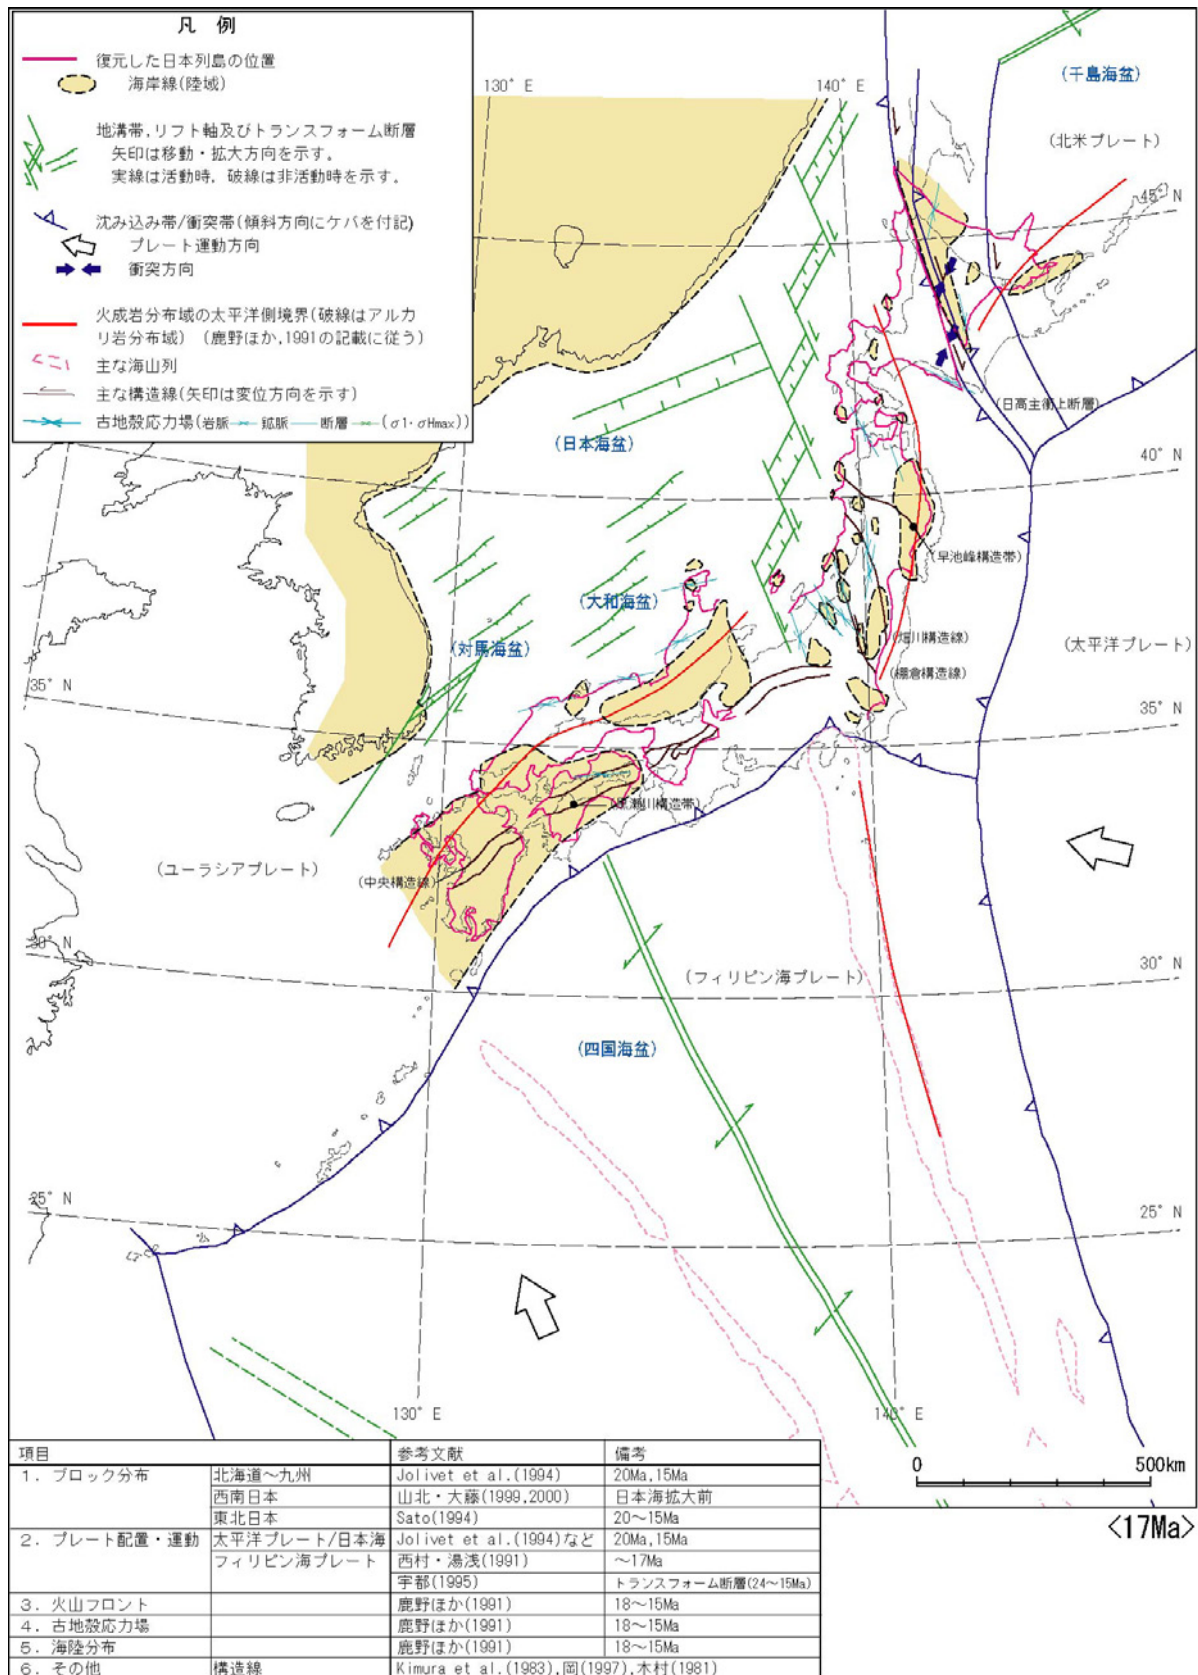 凡 例
復元した日本列島の位置
海岸線(陸域)
地溝帯,リフト軸及びトランスフォーム断層
矢印は移動・拡大方向を示す。
実線は活動時, 破線は非活動時を示す。
沈み込み帯/衝突帯(傾斜方向にケバを付記)
プレート運動方向
衝突方向
火成岩分布域の太平洋側境界(破線はアルカ
リ岩分布域) (鹿野ほか,1991の記載に従う)
主な海山列
主な構造線(矢印は変位方向を示す)
古地殻応力場(岩脈 鉱脈 断層 (σ1・σHmax))
130° E
140° E
(千島海盆)
(北米プレート)
45° N
(日高主衝上断層)
(日本海盆)
40° N
(早池峰構造帯)
(大和海盆)
(対馬海盆)
(畑川構造線)
(太平洋プレート)
(棚倉構造線)
35° N
35° N
(黒瀬川構造帯)
(ユーラシアプレート)
(中央構造線)
30° N
(フィリピン海プレート)
30° N
(四国海盆)
25° N
25° N
130° E
140° E
0 500km
<17Ma>
項目 参考文献 備考
1. ブロック分布 北海道〜九州 Jolivet et al.(1994) 20Ma,15Ma
西南日本 山北・大藤(1999,2000) 日本海拡大前
東北日本 Sato(1994) 20〜15Ma
2. プレート配置・運動 太平洋プレート/日本海 Jolivet et al.(1994)など 20Ma,15Ma
フィリピン海プレート 西村・湯浅(1991) 〜17Ma
宇都(1995) トランスフォーム断層(24〜15Ma)
3. 火山フロント 鹿野ほか(1991) 18〜15Ma
4. 古地殻応力場 鹿野ほか(1991) 18〜15Ma
5. 海陸分布 鹿野ほか(1991) 18〜15Ma
6. その他 構造線 Kimura et al.(1983),岡(1997),木村(1981)